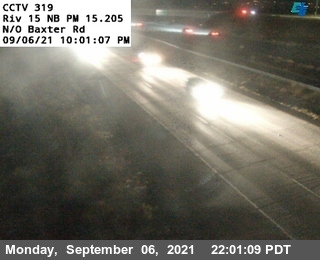 CCTV 319
Riv 15 NB PM 15.205
N/O Baxter Rd
09/06/21 10:01:07 PM
Monday, September 06, 2021 22:01:09 PDT